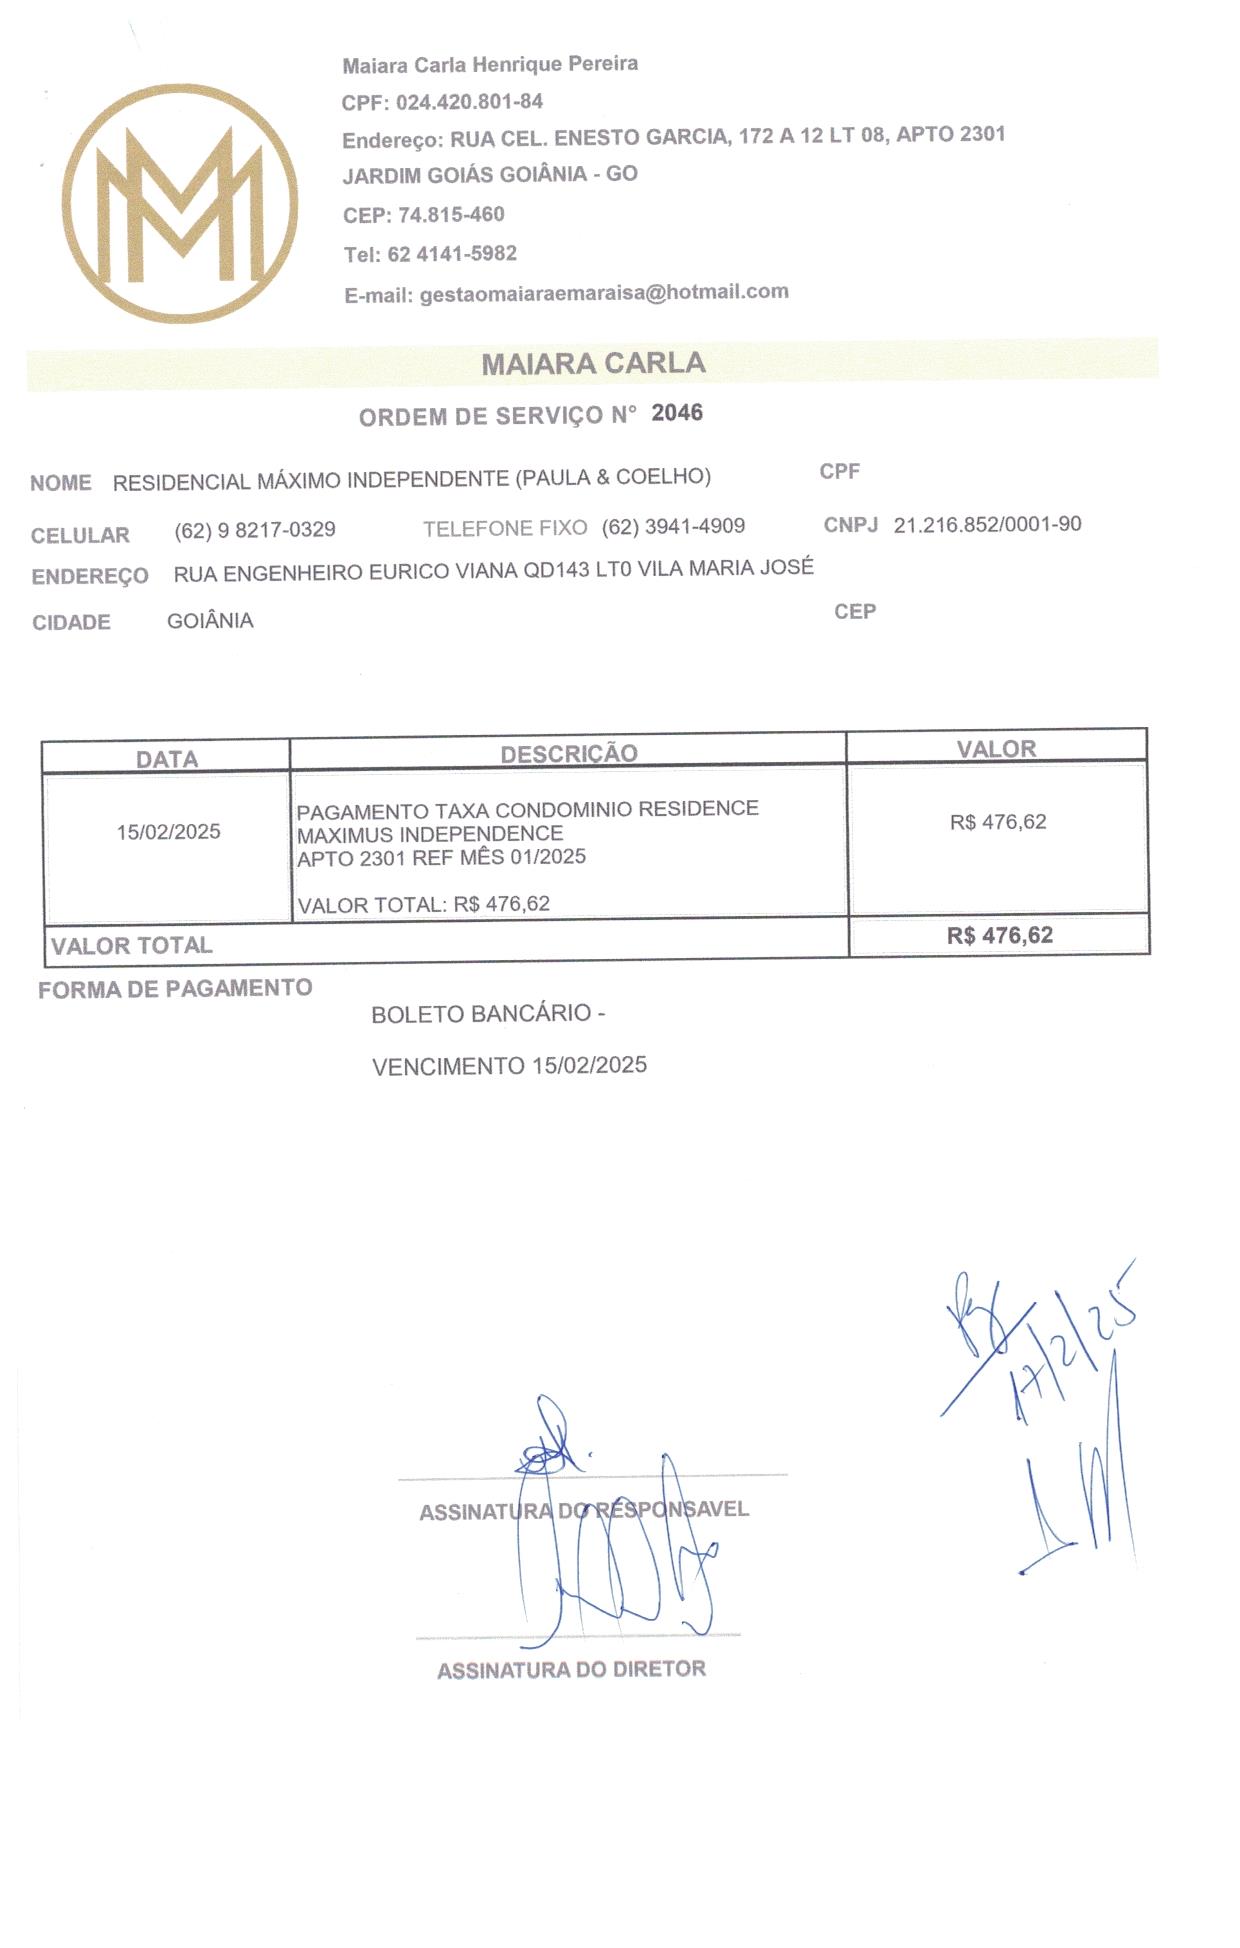 Maiara Carla Henrique Pereira
CPF: 024.420.801-84
Endereço: RUA CEL. ENESTO GARCIA, 172 A 12 LT 08, APTO 2301
JARDIM GOIÁS GOIÂNIA - GO
CEP: 74.815-460
Tel: 62 4141-5982
E-mail: gestaomaiaraemaraisa@hotmail.com
MAIARA CARLA
ORDEM DE SERVIÇO N° 2046
NOME RESIDENCIAL MÁXIMO INDEPENDENTE (PAULA & COELHO) CPF
CELULAR (62) 9 8217-0329 TELEFONE FIXO (62) 3941-4909 CNPJ 21.216.852/0001-90
ENDEREÇO RUA ENGENHEIRO EURICO VIANA QD143 LT0 VILA MARIA JOSÉ
CIDADE GOIÂNIA CEP
DATA DESCRIÇÃO VALOR
PAGAMENTO TAXA CONDOMINIO RESIDENCE
15/02/2025 MAXIMUS INDEPENDENCE R$ 476,62
APTO 2301 REF MÊS 01/2025
VALOR TOTAL: R$ 476,62
VALOR TOTAL R$ 476,62
FORMA DE PAGAMENTO
BOLETO BANCÁRIO -
VENCIMENTO 15/02/2025
17/2/25
ASSINATURA DO RESPONSAVEL
ASSINATURA DO DIRETOR